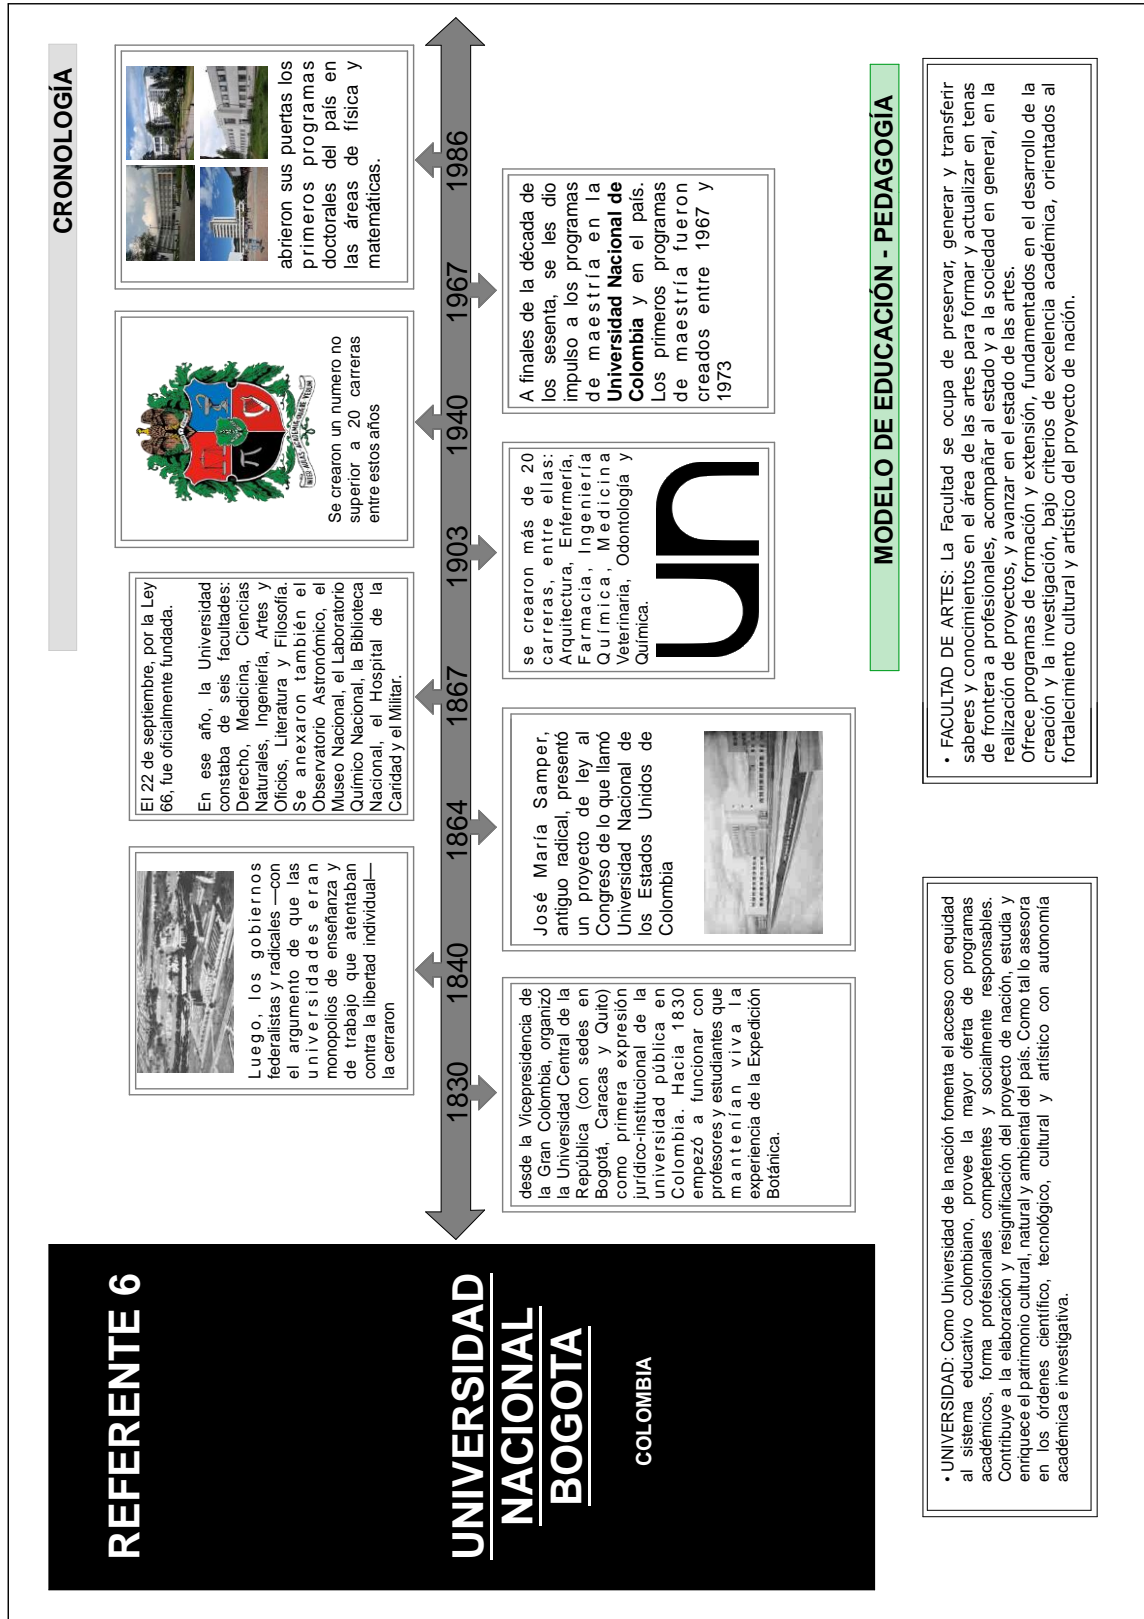 REFERENTE 6
UNIVERSIDAD
NACIONAL
BOGOTA
COLOMBIA
CRONOLOGÍA
1830
desde la Vicepresidencia de
la Gran Colombia, organizó
la Universidad Central de la
República (con sedes en
Bogotá, Caracas y Quito)
como primera expresión
jurídico-institucional de la
universidad pública en
Colombia. Hacia 1830
empezó a funcionar con
profesores y estudiantes que
mantenían viva la
experiencia de la Expedición
Botánica.
1840
Luego, los gobiernos
federalistas y radicales —con
el argumento de que las
universidades eran
monopolios de enseñanza y
de trabajo que atentaban
contra la libertad individual—
la cerraron
1864
José María Samper,
antiguo radical, presentó
un proyecto de ley al
Congreso de lo que llamó
Universidad Nacional de
los Estados Unidos de
Colombia
1867
El 22 de septiembre, por la Ley
66, fue oficialmente fundada.
En ese año, la Universidad
constaba de seis facultades:
Derecho, Medicina, Ciencias
Naturales, Ingeniería, Artes y
Oficios, Literatura y Filosofía.
Se anexaron también el
Observatorio Astronómico, el
Museo Nacional, el Laboratorio
Químico Nacional, la Biblioteca
Nacional, el Hospital de la
Caridad y el Militar.
1903
se crearon más de 20
carreras, entre ellas:
Arquitectura, Enfermería,
Farmacia, Ingeniería
Química, Medicina
Veterinaria, Odontología y
Química.
un
1940
INTER AULAS ACADEMIÆ QUÆRE VERUM
Se crearon un numero no
superior a 20 carreras
entre estos años
1967
A finales de la década de
los sesenta, se les dio
impulso a los programas
de maestría en la
Universidad Nacional de
Colombia y en el país.
Los primeros programas
de maestría fueron
creados entre 1967 y
1973
1986
abrieron sus puertas los
primeros programas
doctorales del país en
las áreas de física y
matemáticas.
MODELO DE EDUCACIÓN - PEDAGOGÍA
• UNIVERSIDAD: Como Universidad de la nación fomenta el acceso con equidad
al sistema educativo colombiano, provee la mayor oferta de programas
académicos, forma profesionales competentes y socialmente responsables.
Contribuye a la elaboración y resignificación del proyecto de nación, estudia y
enriquece el patrimonio cultural, natural y ambiental del país. Como tal lo asesora
en los órdenes científico, tecnológico, cultural y artístico con autonomía
académica e investigativa.
• FACULTAD DE ARTES: La Facultad se ocupa de preservar, generar y transferir
saberes y conocimientos en el área de las artes para formar y actualizar en tenas
de frontera a profesionales, acompañar al estado y a la sociedad en general, en la
realización de proyectos, y avanzar en el estado de las artes.
Ofrece programas de formación y extensión, fundamentados en el desarrollo de la
creación y la investigación, bajo criterios de excelencia académica, orientados al
fortalecimiento cultural y artístico del proyecto de nación.